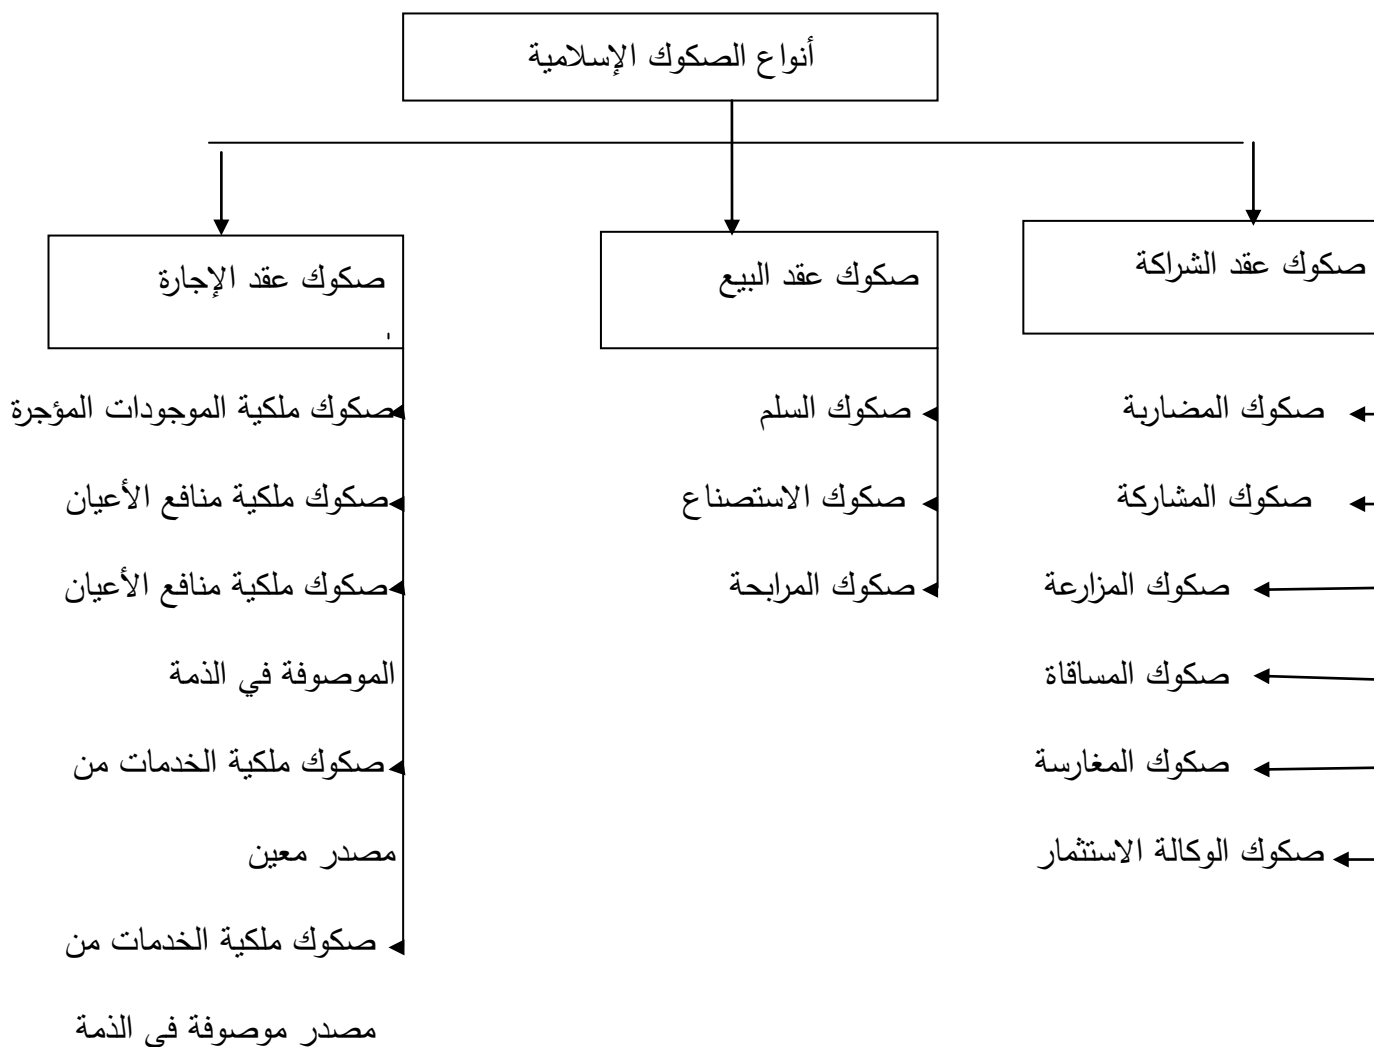 أنواع الصكوك الإسلامية
صكوك عقد الشراكة
صكوك المضاربة
صكوك المشاركة
صكوك المزارعة
صكوك المساقاة
صكوك المغارسة
صكوك الوكالة الاستثمار
صكوك عقد البيع
صكوك السلم
صكوك الاستصناع
صكوك المرابحة
صكوك عقد الإجارة
صكوك ملكية الموجودات المؤجرة
صكوك ملكية منافع الأعيان
صكوك ملكية منافع الأعيان
الموصوفة في الذمة
صكوك ملكية الخدمات من
مصدر معين
صكوك ملكية الخدمات من
مصدر موصوفة في الذمة